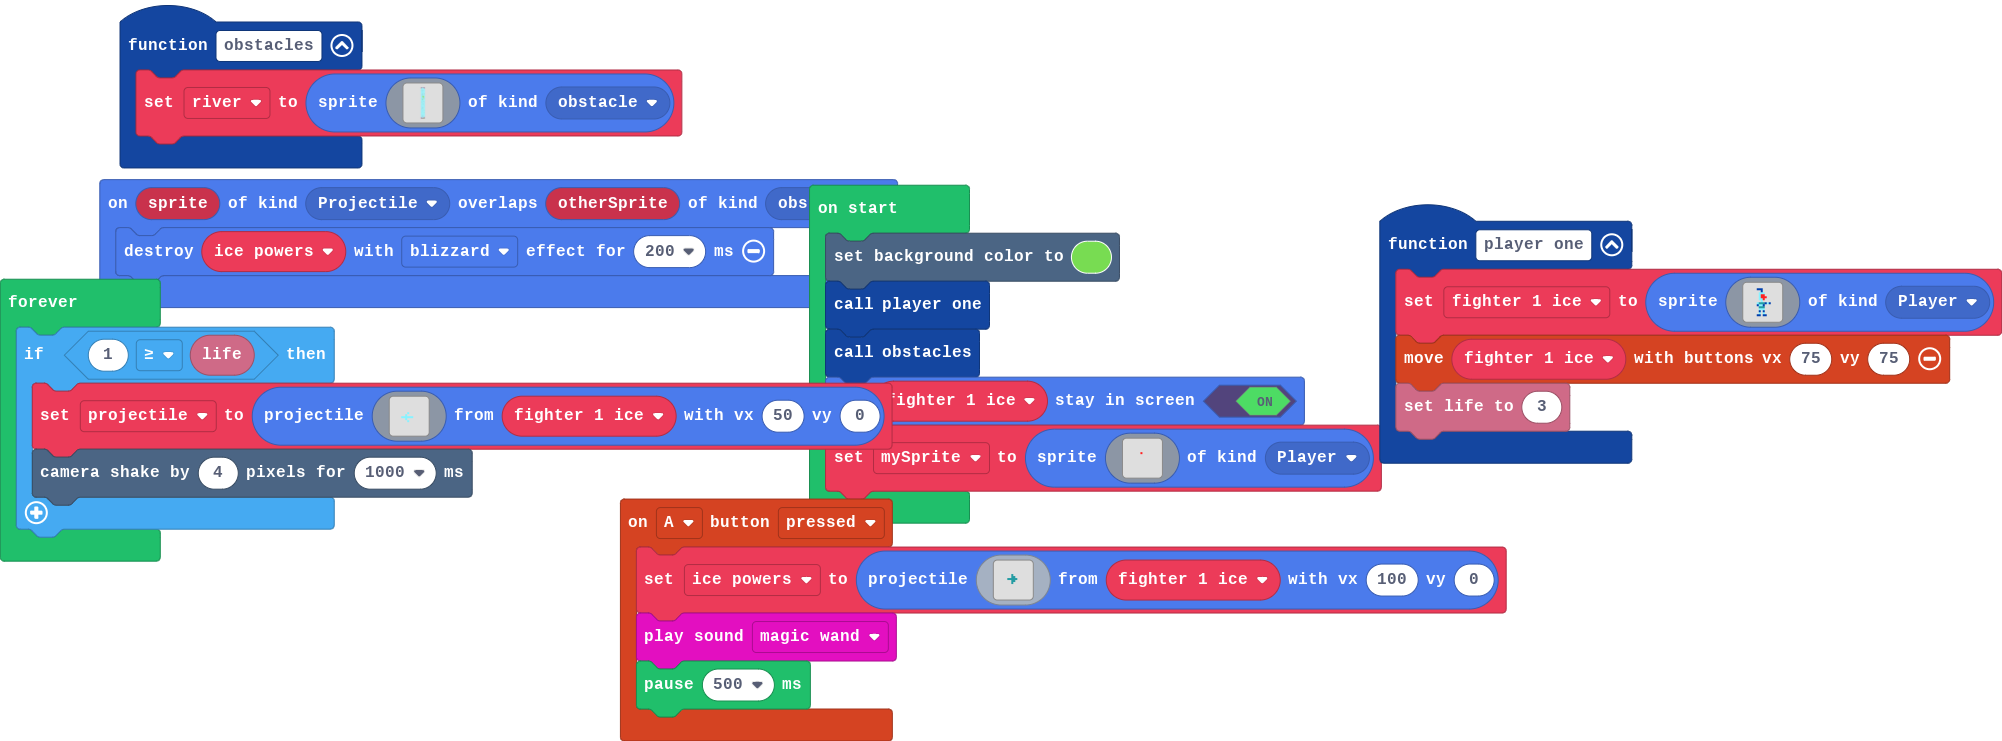 function obstacles
set river to sprite of kind obstacle
on sprite of kind Projectile overlaps otherSprite of kind obs
destroy ice powers with blizzard effect for 200 ms
forever
if 1 ≥ life then
set projectile to projectile from fighter 1 ice with vx 50 vy 0
camera shake by 4 pixels for 1000 ms
on start
set background color to
call player one
call obstacles
fighter 1 ice stay in screen ON
set mySprite to sprite of kind Player
function player one
set fighter 1 ice to sprite of kind Player
move fighter 1 ice with buttons vx 75 vy 75
set life to 3
on A button pressed
set ice powers to projectile from fighter 1 ice with vx 100 vy 0
play sound magic wand
pause 500 ms